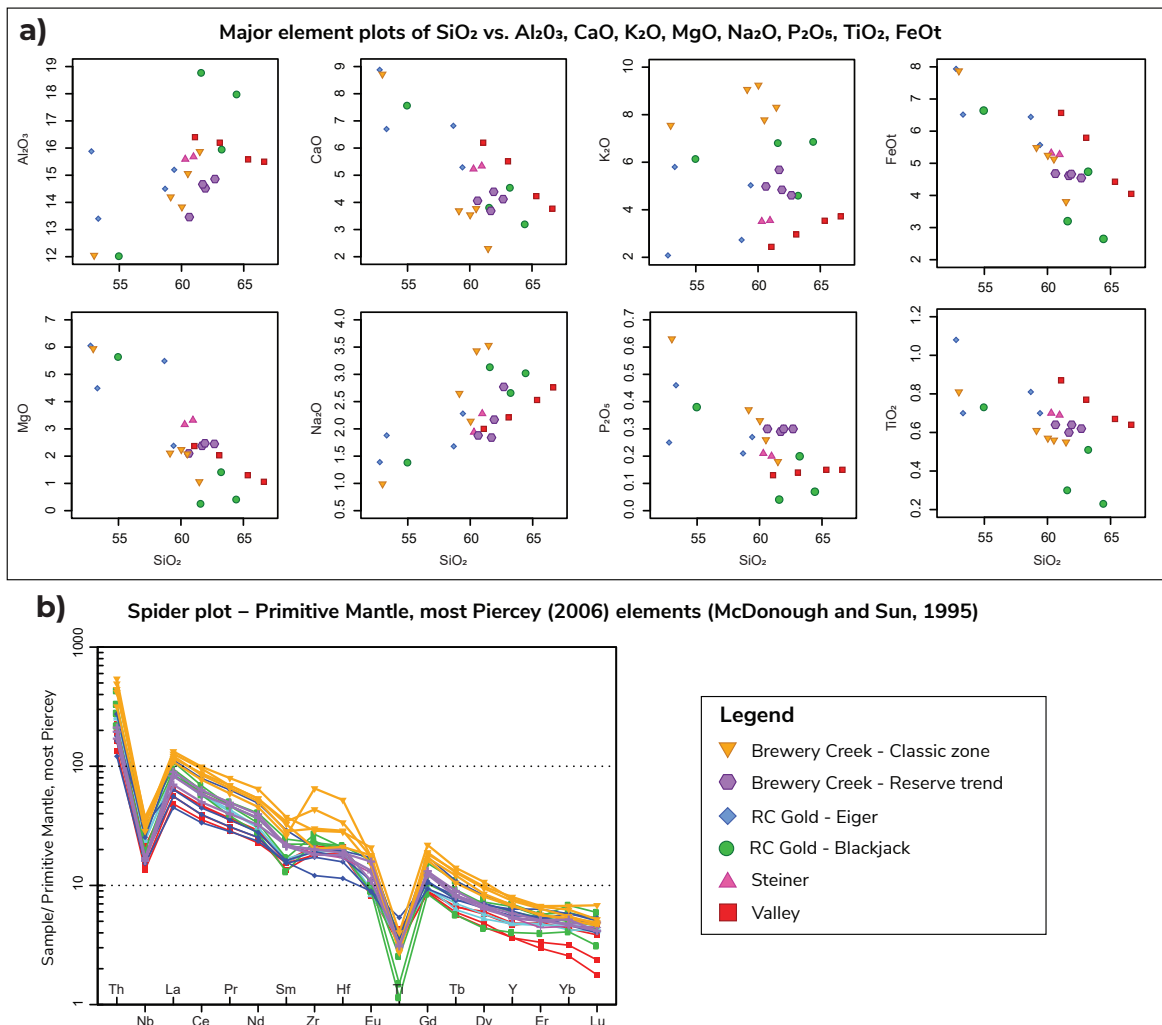 a)
Major element plots of SiO₂ vs. Al₂0₃, CaO, K₂O, MgO, Na₂O, P₂O₅, TiO₂, FeOt
Al₂O₃
12 13 14 15 16 17 18 19
55 60 65
CaO
2 3 4 5 6 7 8 9
55 60 65
K₂O
2 4 6 8 10
55 60 65
FeOt
2 3 4 5 6 7 8
55 60 65
MgO
0 1 2 3 4 5 6 7
55 60 65
SiO₂
Na₂O
0.5 1.0 1.5 2.0 2.5 3.0 3.5 4.0
55 60 65
SiO₂
P₂O₅
0.0 0.1 0.2 0.3 0.4 0.5 0.6 0.7
55 60 65
SiO₂
TiO₂
0.2 0.4 0.6 0.8 1.0 1.2
55 60 65
SiO₂
b)
Spider plot – Primitive Mantle, most Piercey (2006) elements (McDonough and Sun, 1995)
Sample/ Primitive Mantle, most Piercey
1000
100
10
1
Th La Pr Sm Hf Ti Tb Y Yb
Nb Ce Nd Zr Eu Gd Dy Er Lu
Legend
Brewery Creek - Classic zone
Brewery Creek - Reserve trend
RC Gold - Eiger
RC Gold - Blackjack
Steiner
Valley